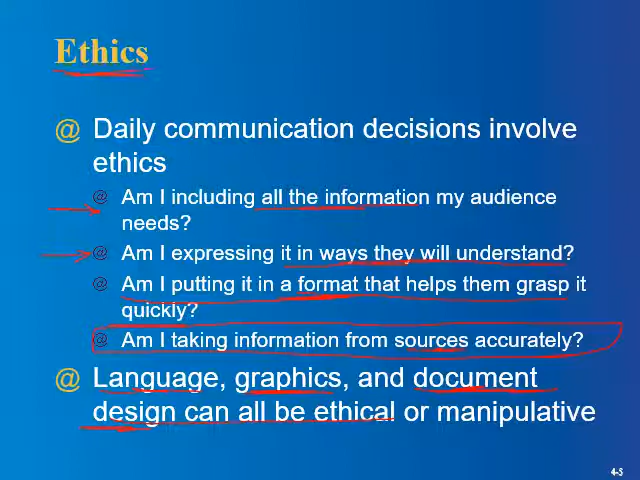 Ethics
@ Daily communication decisions involve
ethics
@ Am I including all the information my audience
needs?
@ Am I expressing it in ways they will understand?
@ Am I putting it in a format that helps them grasp it
quickly?
@ Am I taking information from sources accurately?
@ Language, graphics, and document
design can all be ethical or manipulative
4-3